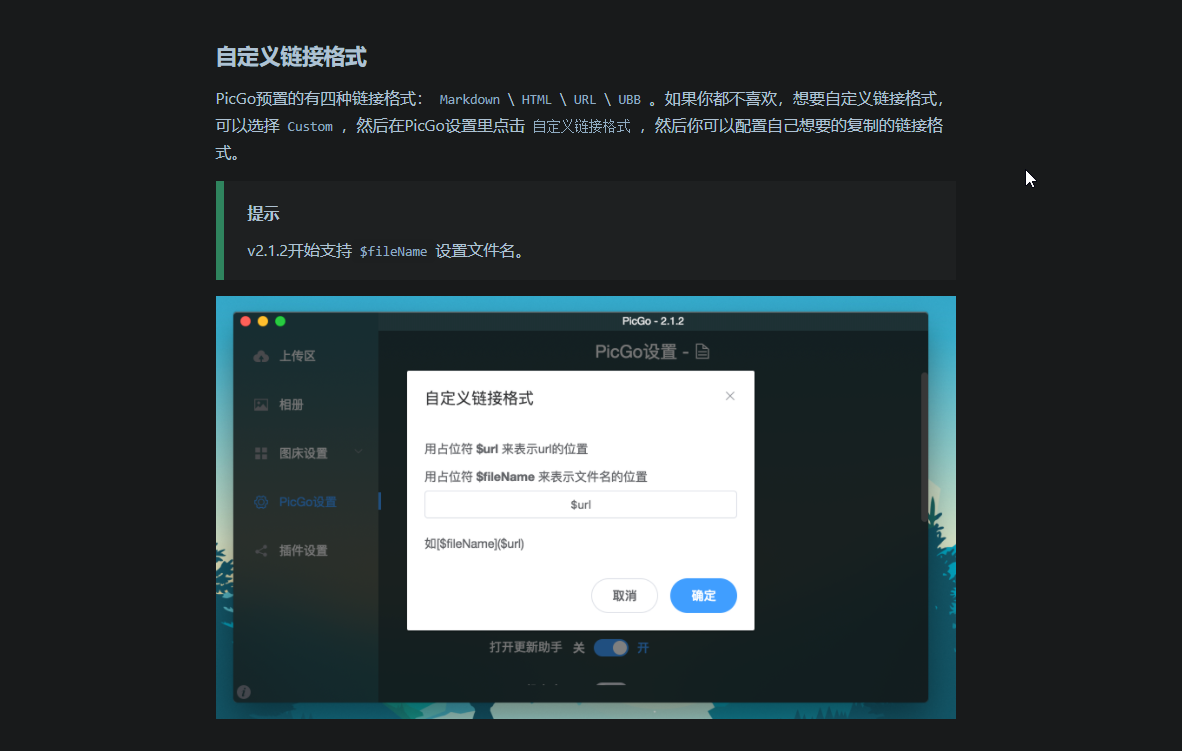 自定义链接格式
PicGo预置的有四种链接格式： Markdown \ HTML \ URL \ UBB 。如果你都不喜欢，想要自定义链接格式，
可以选择 Custom ，然后在PicGo设置里点击 自定义链接格式 ，然后你可以配置自己想要的复制的链接格
式。
提示
v2.1.2开始支持 $fileName 设置文件名。
PicGo - 2.1.2
上传区
相册
图床设置
PicGo设置
插件设置
PicGo设置 -
自定义链接格式
用占位符 $url 来表示url的位置
用占位符 $fileName 来表示文件名的位置
$url
如[$fileName]($url)
取消 确定
打开更新助手 关 开